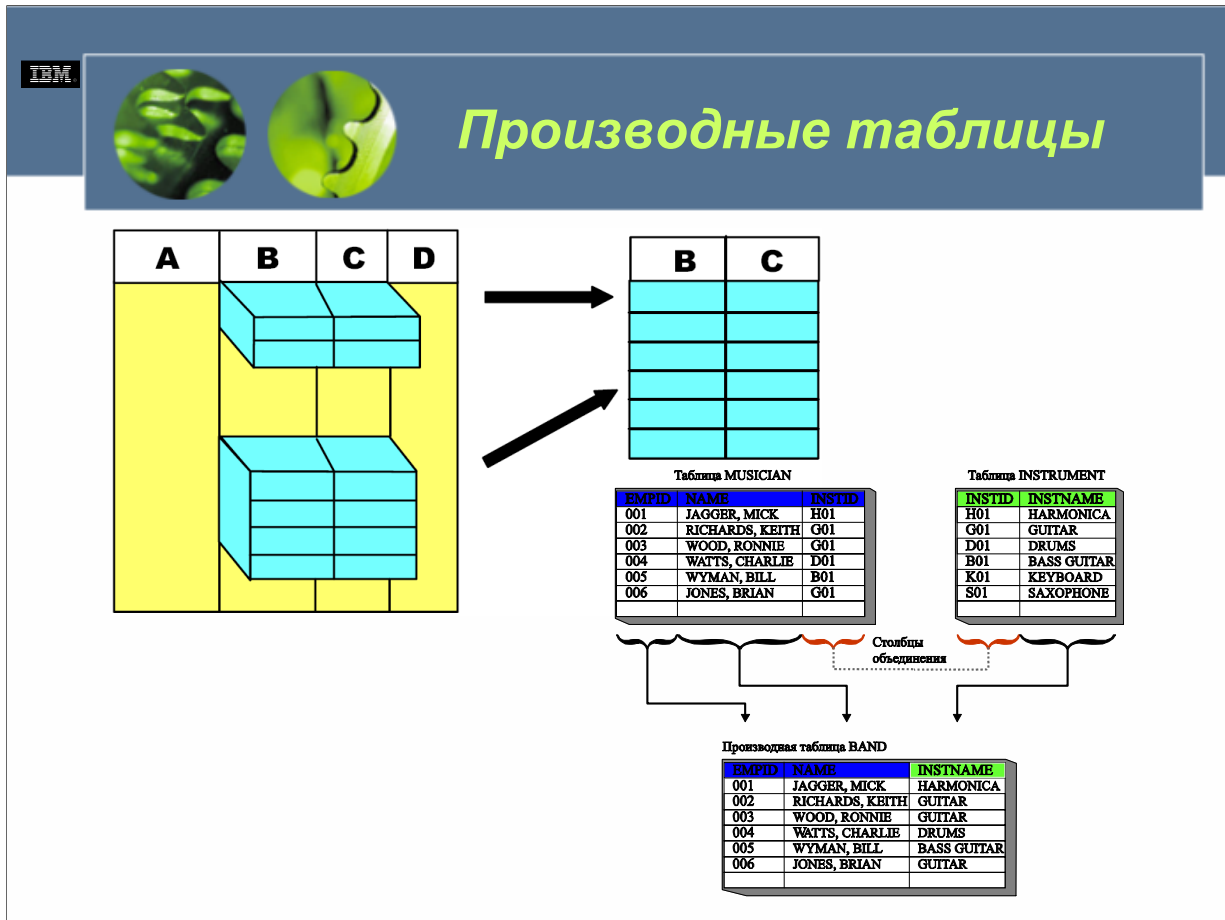 IBM
Производные таблицы
A B C D
B C
Таблица MUSICIAN
EMPID NAME INSTID
001 JAGGER, MICK H01
002 RICHARDS, KEITH G01
003 WOOD, RONNIE G01
004 WATTS, CHARLIE D01
005 WYMAN, BILL B01
006 JONES, BRIAN G01
Таблица INSTRUMENT
INSTID INSTNAME
H01 HARMONICA
G01 GUITAR
D01 DRUMS
B01 BASS GUITAR
K01 KEYBOARD
S01 SAXOPHONE
Столбцы
объединения
Производная таблица BAND
EMPID NAME INSTNAME
001 JAGGER, MICK HARMONICA
002 RICHARDS, KEITH GUITAR
003 WOOD, RONNIE GUITAR
004 WATTS, CHARLIE DRUMS
005 WYMAN, BILL BASS GUITAR
006 JONES, BRIAN GUITAR